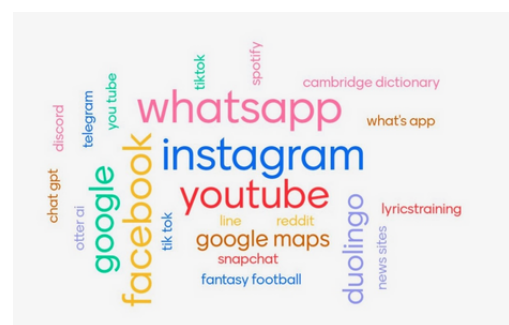 spotify
tiktok
cambridge dictionary
you tube
telegram
discord
whatsapp
what's app
instagram
facebook
google
chat gpt
youtube
otter ai
tik tok
line
reddit
duolingo
lyricstraining
google maps
news sites
snapchat
fantasy football